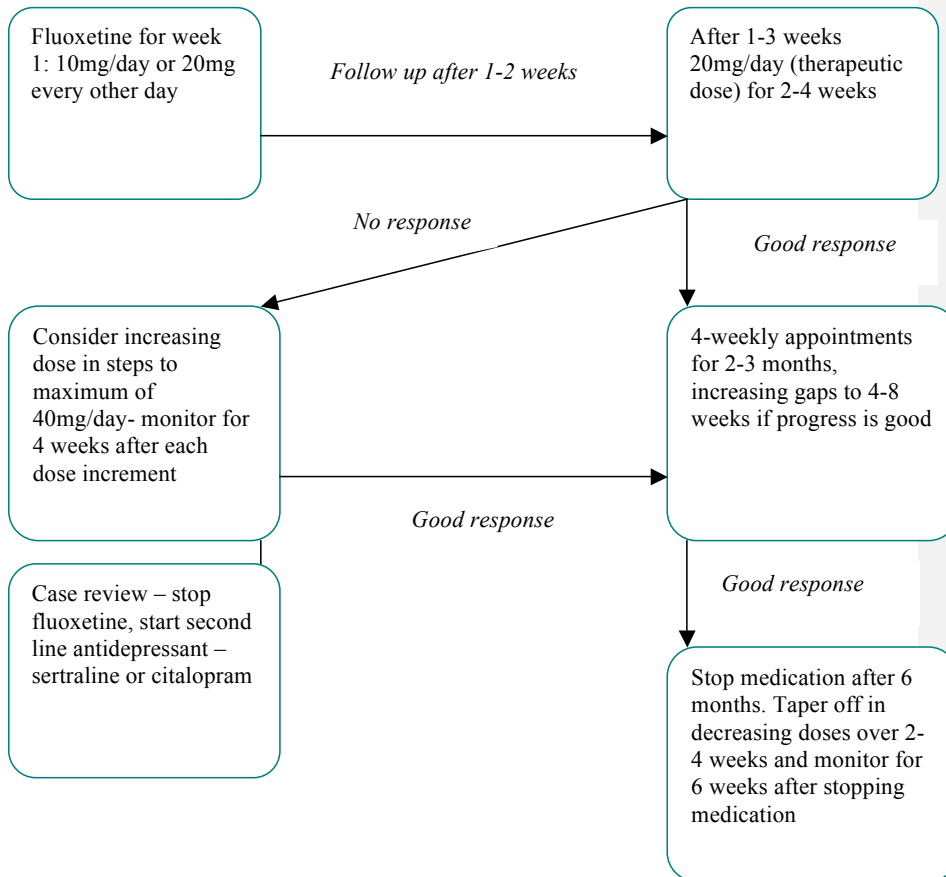 Fluoxetine for week
1: 10mg/day or 20mg
every other day
Follow up after 1-2 weeks
After 1-3 weeks
20mg/day (therapeutic
dose) for 2-4 weeks
No response
Good response
Consider increasing
dose in steps to
maximum of
40mg/day- monitor for
4 weeks after each
dose increment
4-weekly appointments
for 2-3 months,
increasing gaps to 4-8
weeks if progress is good
Good response
Case review – stop
fluoxetine, start second
line antidepressant –
sertraline or citalopram
Good response
Stop medication after 6
months. Taper off in
decreasing doses over 2-
4 weeks and monitor for
6 weeks after stopping
medication